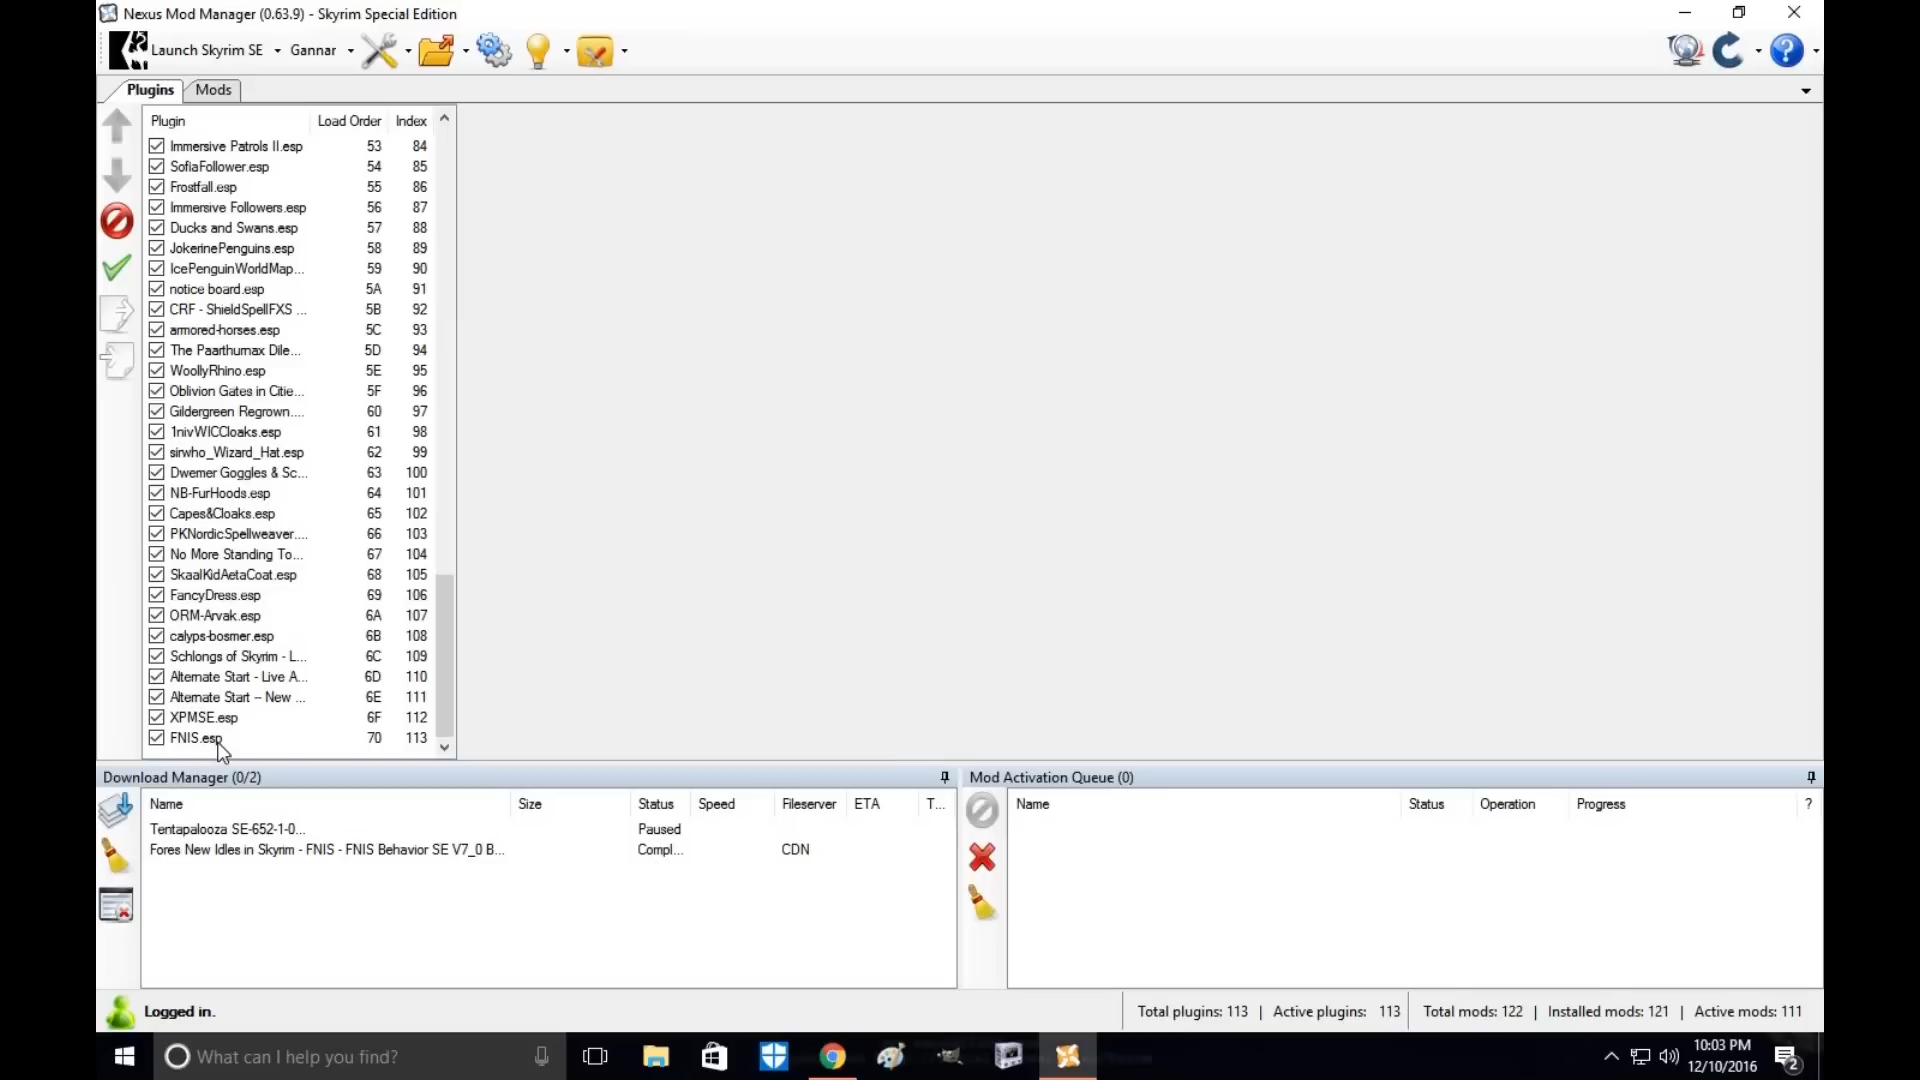 Nexus Mod Manager (0.63.9) - Skyrim Special Edition
Launch Skyrim SE Gannar
Plugins Mods
Plugin Load Order Index
Immersive Patrols II.esp 53 84
SofiaFollower.esp 54 85
Frostfall.esp 55 86
Immersive Followers.esp 56 87
Ducks and Swans.esp 57 88
JokerinePenguins.esp 58 89
IcePenguinWorldMap... 59 90
notice board.esp 5A 91
CRF - ShieldSpellFXS ... 5B 92
armored-horses.esp 5C 93
The Paarthurnax Dile... 5D 94
WoollyRhino.esp 5E 95
Oblivion Gates in Citie... 5F 96
Gildergreen Regrown.... 60 97
1nivWICCloaks.esp 61 98
sirwho_Wizard_Hat.esp 62 99
Dwemer Goggles & Sc... 63 100
NB-FurHoods.esp 64 101
Capes&Cloaks.esp 65 102
PKNordicSpellweaver.... 66 103
No More Standing To... 67 104
SkaalKidAetaCoat.esp 68 105
FancyDress.esp 69 106
ORM-Arvak.esp 6A 107
calyps-bosmer.esp 6B 108
Schlongs of Skyrim - L... 6C 109
Alternate Start - Live A... 6D 110
Alternate Start -- New ... 6E 111
XPMSE.esp 6F 112
FNIS.esp 70 113
Download Manager (0/2)
Name Size Status Speed Fileserver ETA T...
Tentapalooza SE-652-1-0... Paused
Fores New Idles in Skyrim - FNIS - FNIS Behavior SE V7_0 B... Compl... CDN
Mod Activation Queue (0)
Name Status Operation Progress ?
Logged in.
Total plugins: 113 | Active plugins: 113 Total mods: 122 | Installed mods: 121 | Active mods: 111
What can I help you find?
10:03 PM
12/10/2016
2